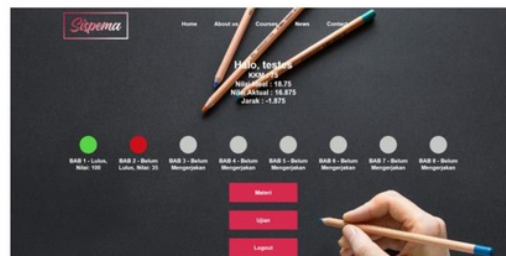 Sispema
Home About us Courses News Contact
Halo, testes
KKM : 75
Nilai Ideal : 18.75
Nilai Aktual : 16.875
Jarak : -1.875
BAB 1 - Lulus, Nilai: 100
BAB 2 - Belum Lulus, Nilai: 35
BAB 3 - Belum Mengerjakan
BAB 4 - Belum Mengerjakan
BAB 5 - Belum Mengerjakan
BAB 6 - Belum Mengerjakan
BAB 7 - Belum Mengerjakan
BAB 8 - Belum Mengerjakan
Materi
Ujian
Logout